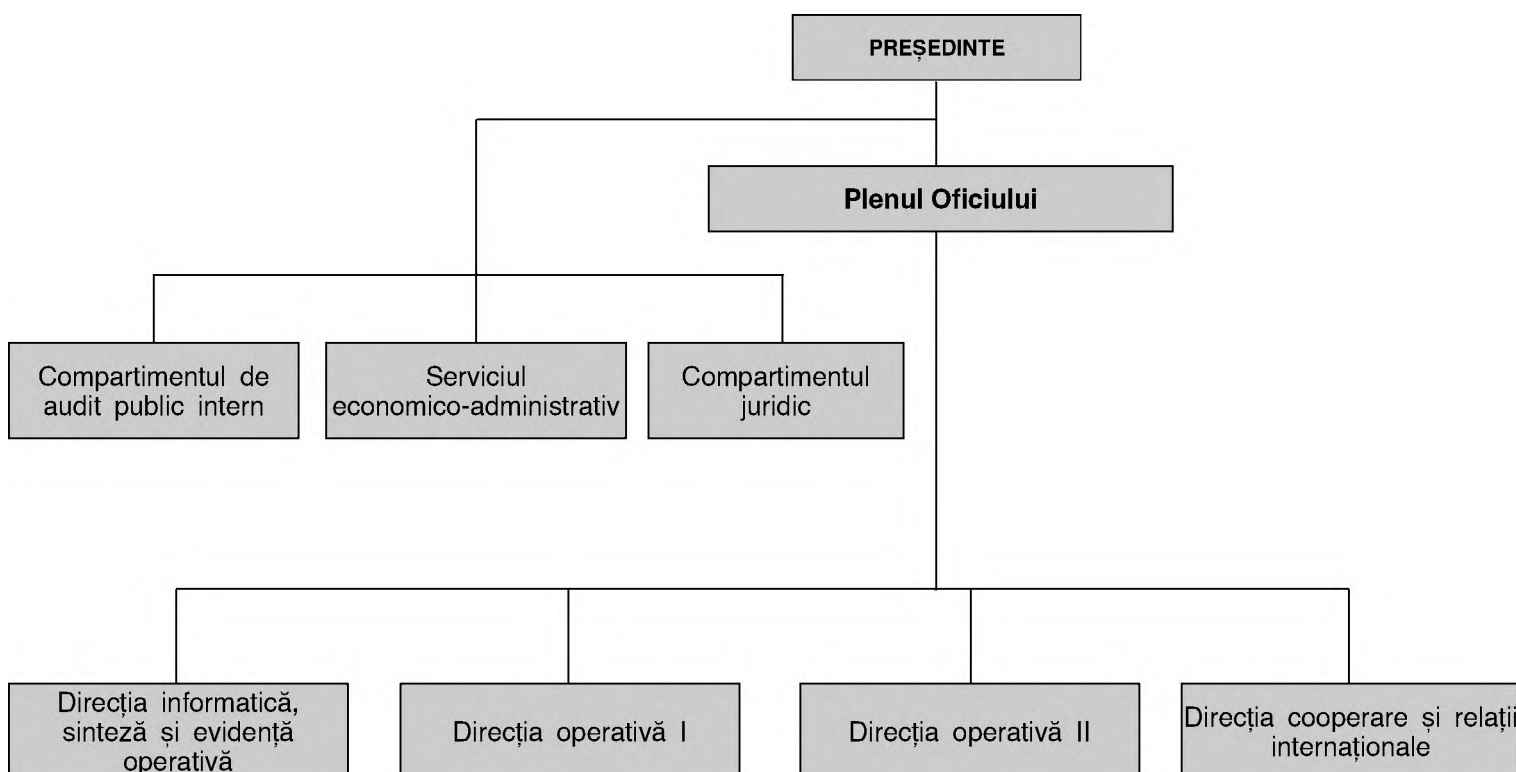 PREȘEDINTE
Plenul Oficiului
Compartimentul de
audit public intern
Serviciul
economico-administrativ
Compartimentul
juridic
Direcția informatică,
sinteză și evidență
operativă
Direcția operativă I
Direcția operativă II
Direcția cooperare și relații
internaționale